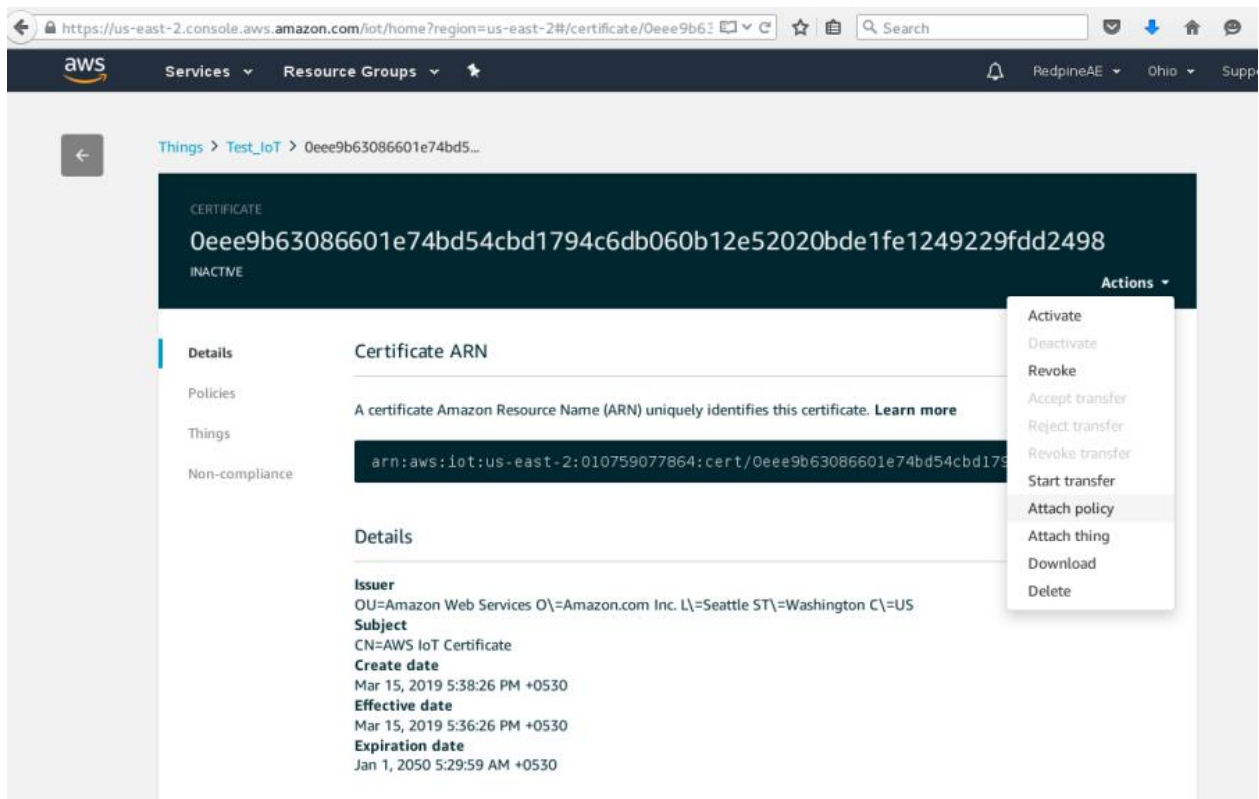 https://us-east-2.console.aws.amazon.com/iot/home?region=us-east-2#/certificate/0eee9b63
Search
aws
Services
Resource Groups
RedpineAE
Ohio
Things > Test_IoT > 0eee9b63086601e74bd5...
CERTIFICATE
0eee9b63086601e74bd54cbd1794c6db060b12e52020bde1fe1249229fdd2498
INACTIVE
Actions
Activate
Deactivate
Revoke
Accept transfer
Reject transfer
Revoke transfer
Start transfer
Attach policy
Attach thing
Download
Delete
Details
Policies
Things
Non-compliance
Certificate ARN
A certificate Amazon Resource Name (ARN) uniquely identifies this certificate. Learn more
arn:aws:iot:us-east-2:010759077864:cert/0eee9b63086601e74bd54cbd179
Details
Issuer
OU=Amazon Web Services O\=Amazon.com Inc. L\=Seattle ST\=Washington C\=US
Subject
CN=AWS IoT Certificate
Create date
Mar 15, 2019 5:38:26 PM +0530
Effective date
Mar 15, 2019 5:36:26 PM +0530
Expiration date
Jan 1, 2050 5:29:59 AM +0530